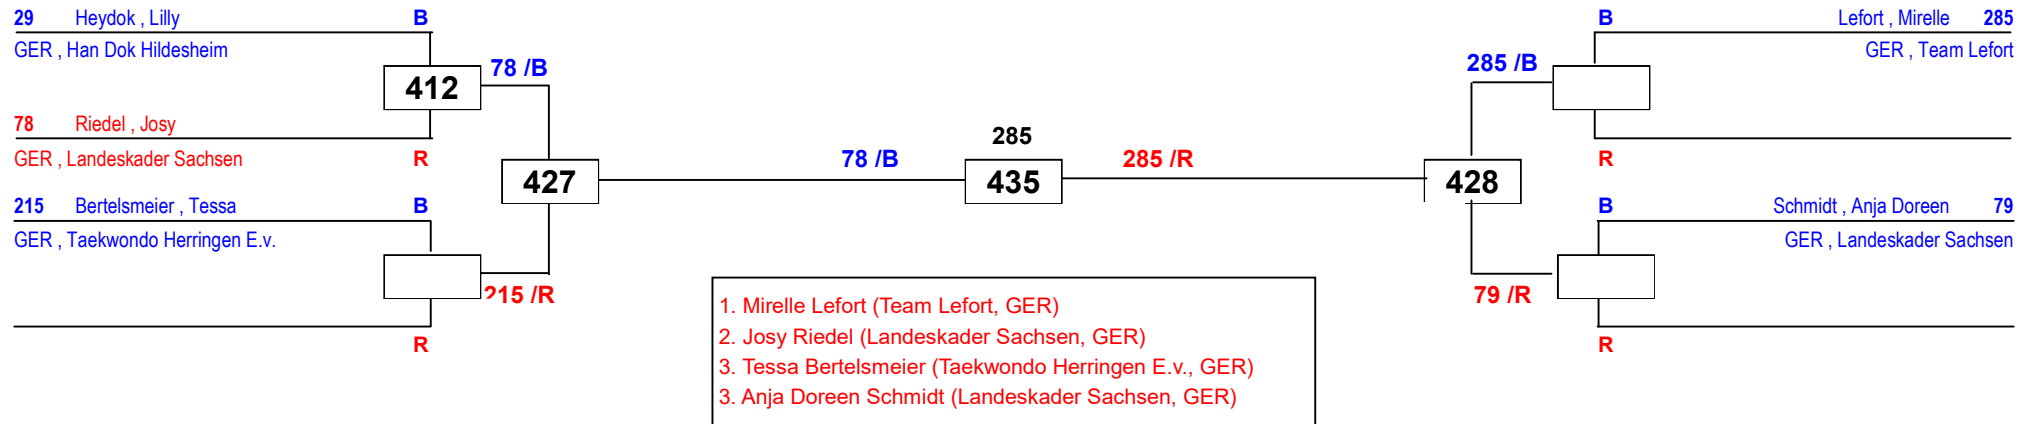 29 Heydok , Lilly B
GER , Han Dok Hildesheim
412
78 /B
78 Riedel , Josy
GER , Landeskader Sachsen R
427
215 Bertelsmeier , Tessa B
GER , Taekwondo Herringen E.v.
215 /R
R
78 /B
285
435
285 /R
B Lefort , Mirelle 285
GER , Team Lefort
285 /B
R
428
B Schmidt , Anja Doreen 79
GER , Landeskader Sachsen
79 /R
R
1. Mirelle Lefort (Team Lefort, GER)
2. Josy Riedel (Landeskader Sachsen, GER)
3. Tessa Bertelsmeier (Taekwondo Herringen E.v., GER)
3. Anja Doreen Schmidt (Landeskader Sachsen, GER)